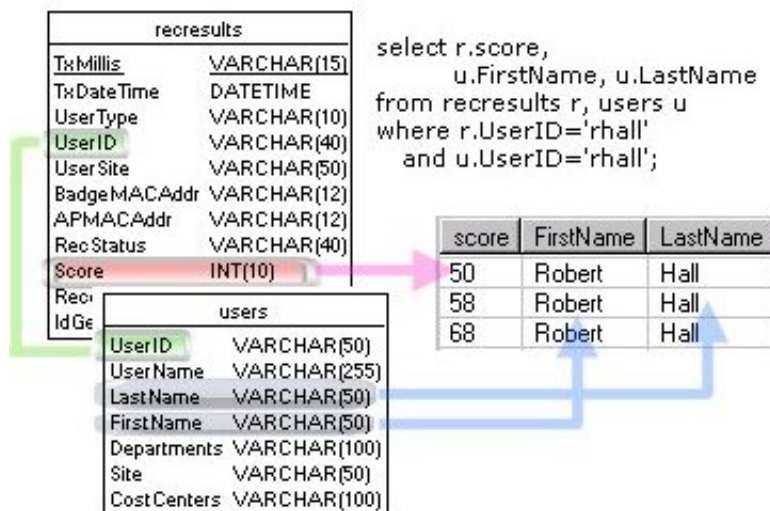 recresults
TxMillis VARCHAR(15)
TxDateTime DATETIME
UserType VARCHAR(10)
UserID VARCHAR(40)
UserSite VARCHAR(50)
BadgeMACAddr VARCHAR(12)
APMACAddr VARCHAR(12)
RecStatus VARCHAR(40)
Score INT(10)
select r.score,
u.FirstName, u.LastName
from recresults r, users u
where r.UserID='rhall'
and u.UserID='rhall';
score FirstName LastName
50 Robert Hall
58 Robert Hall
68 Robert Hall
users
UserID VARCHAR(50)
UserName VARCHAR(255)
LastName VARCHAR(50)
FirstName VARCHAR(50)
Departments VARCHAR(100)
Site VARCHAR(50)
CostCenters VARCHAR(100)